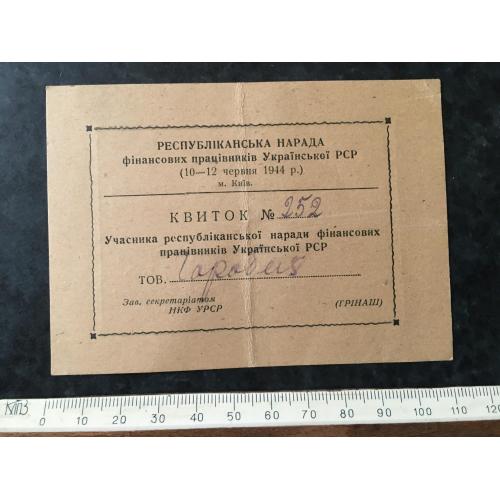 РЕСПУБЛІКАНСЬКА НАРАДА
фінансових працівників Української РСР
(10—12 червня 1944 р.)
м. Київ.
КВИТОК № 252
Учасника республіканської наради фінансових
працівників Української РСР
ТОВ.
Зав. секретаріатом
НКФ УРСР
(ГРІНАШ)
0 10 20 30 40 50 60 70 80 90 100 110 120